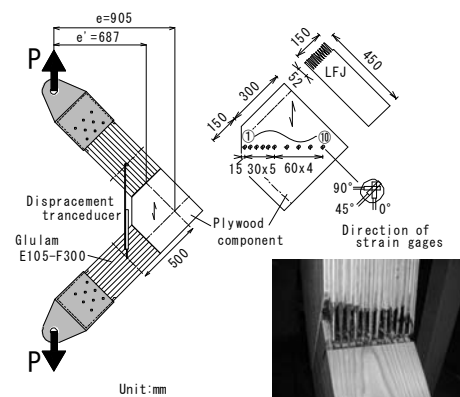 e=905
e'=687
P
150
450
LFJ
52
300
150
①
⑩
15
30x5
60x4
90°
45°
0°
Dispracement
tranceducer
Plywood
component
Direction of
strain gages
Glulam
E105-F300
500
P
Unit:mm